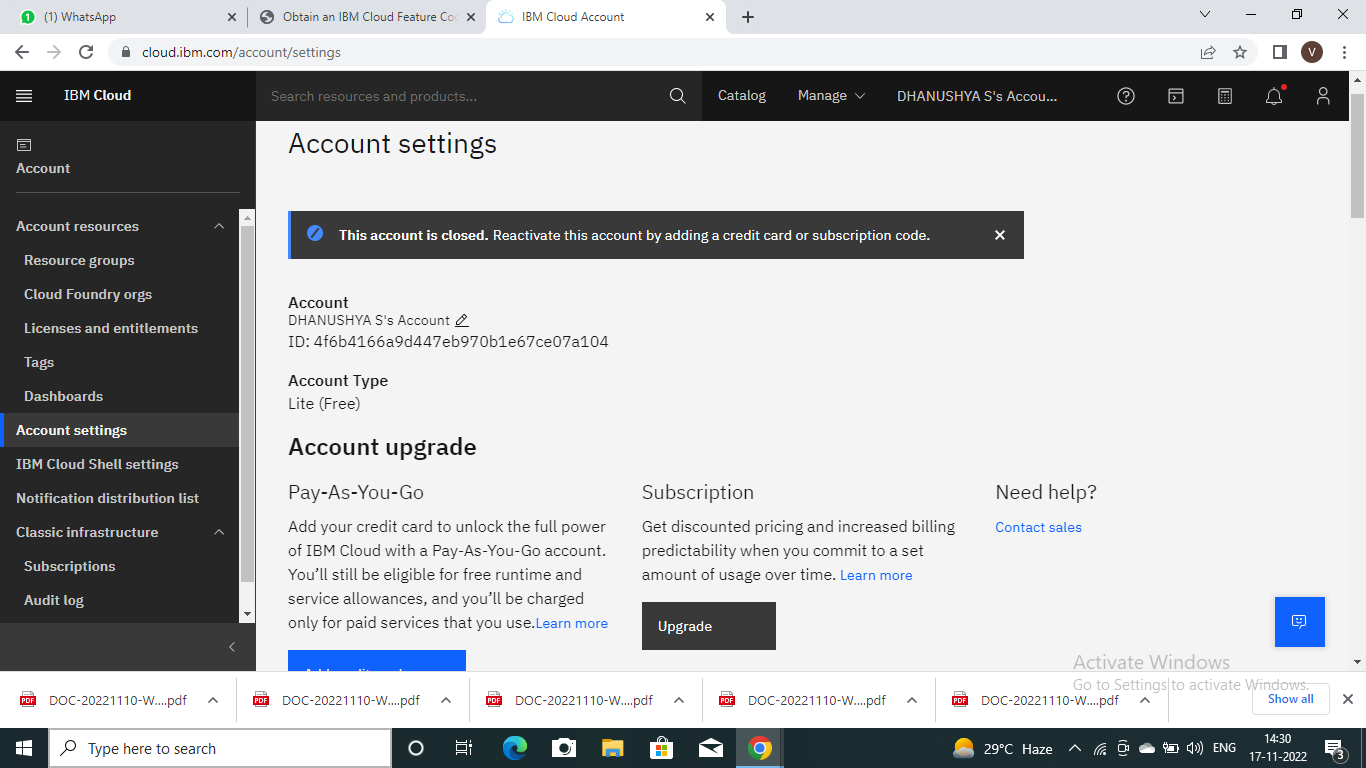 (1) WhatsApp
Obtain an IBM Cloud Feature Coc
IBM Cloud Account
cloud.ibm.com/account/settings
V
IBM Cloud
Search resources and products...
Catalog
Manage
DHANUSHYA S's Accou...
Account
Account resources
Resource groups
Cloud Foundry orgs
Licenses and entitlements
Tags
Dashboards
Account settings
IBM Cloud Shell settings
Notification distribution list
Classic infrastructure
Subscriptions
Audit log
Account settings
This account is closed. Reactivate this account by adding a credit card or subscription code.
Account
DHANUSHYA S's Account
ID: 4f6b4166a9d447eb970b1e67ce07a104
Account Type
Lite (Free)
Account upgrade
Pay-As-You-Go
Add your credit card to unlock the full power
of IBM Cloud with a Pay-As-You-Go account.
You’ll still be eligible for free runtime and
service allowances, and you’ll be charged
only for paid services that you use.Learn more
Subscription
Get discounted pricing and increased billing
predictability when you commit to a set
amount of usage over time. Learn more
Upgrade
Need help?
Contact sales
Activate Windows
Go to Settings to activate Windows.
DOC-20221110-W....pdf
DOC-20221110-W....pdf
DOC-20221110-W....pdf
DOC-20221110-W....pdf
DOC-20221110-W....pdf
Show all
Type here to search
29°C Haze
ENG
14:30
17-11-2022
3